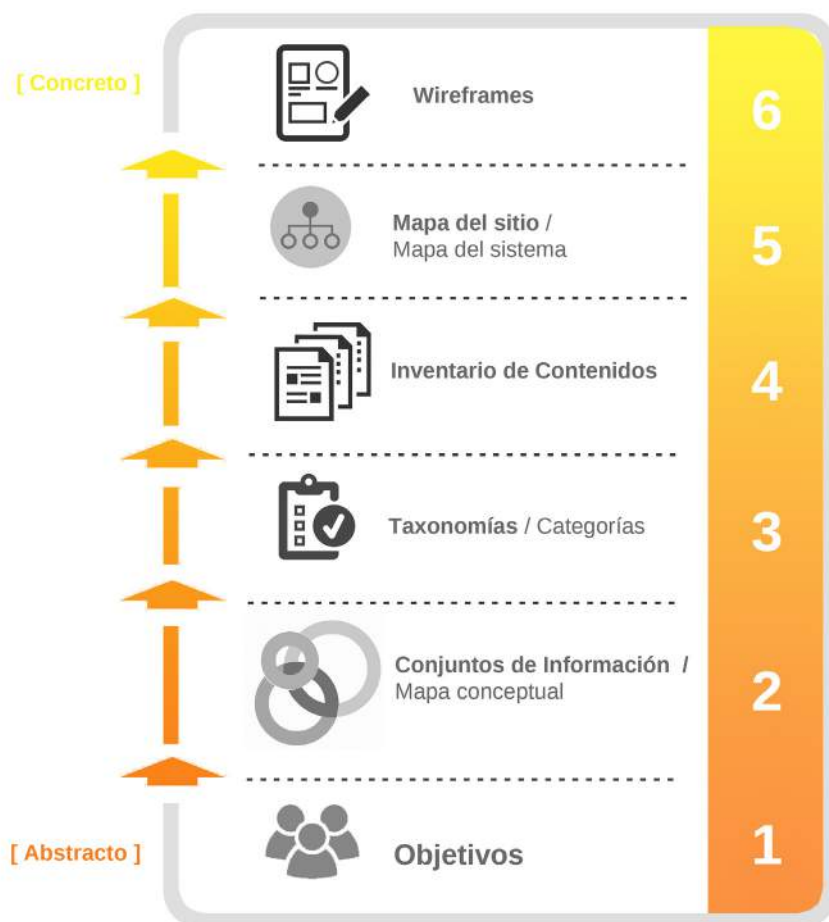 [ Concreto ]
Wireframes
6
Mapa del sitio /
Mapa del sistema
5
Inventario de Contenidos
4
Taxonomías / Categorías
3
Conjuntos de Información /
Mapa conceptual
2
[ Abstracto ]
Objetivos
1